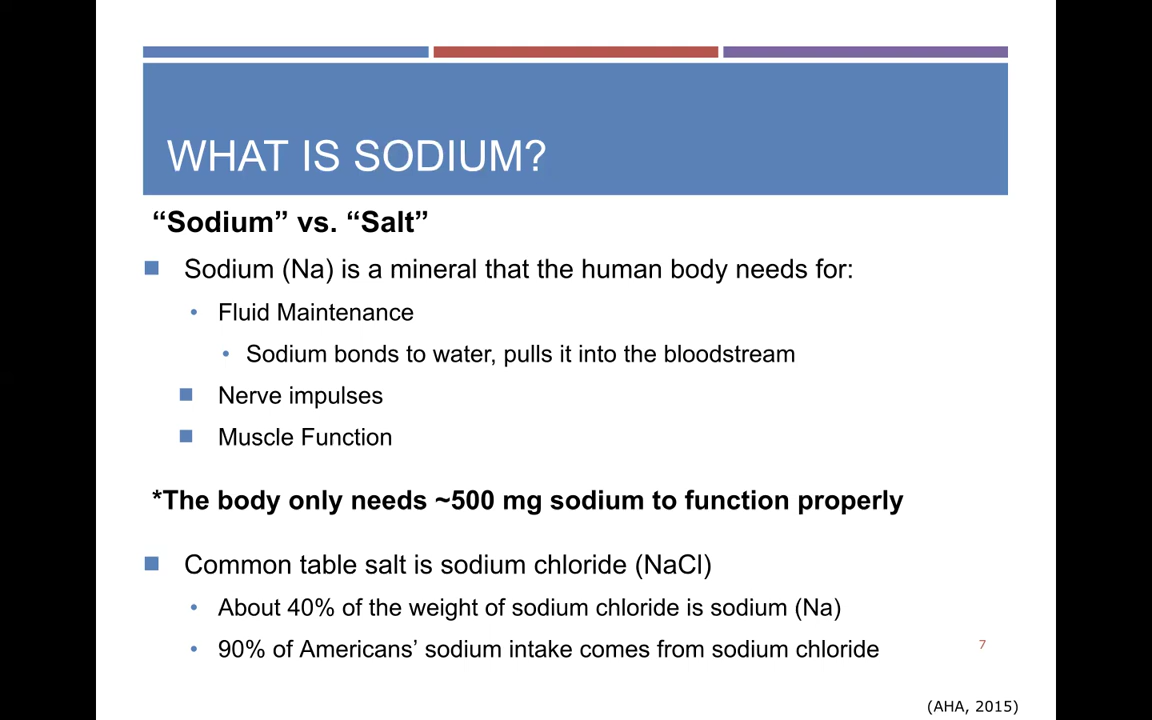 WHAT IS SODIUM?
“Sodium” vs. “Salt”
Sodium (Na) is a mineral that the human body needs for:
Fluid Maintenance
Sodium bonds to water, pulls it into the bloodstream
Nerve impulses
Muscle Function
*The body only needs ~500 mg sodium to function properly
Common table salt is sodium chloride (NaCl)
About 40% of the weight of sodium chloride is sodium (Na)
90% of Americans’ sodium intake comes from sodium chloride
7
(AHA, 2015)